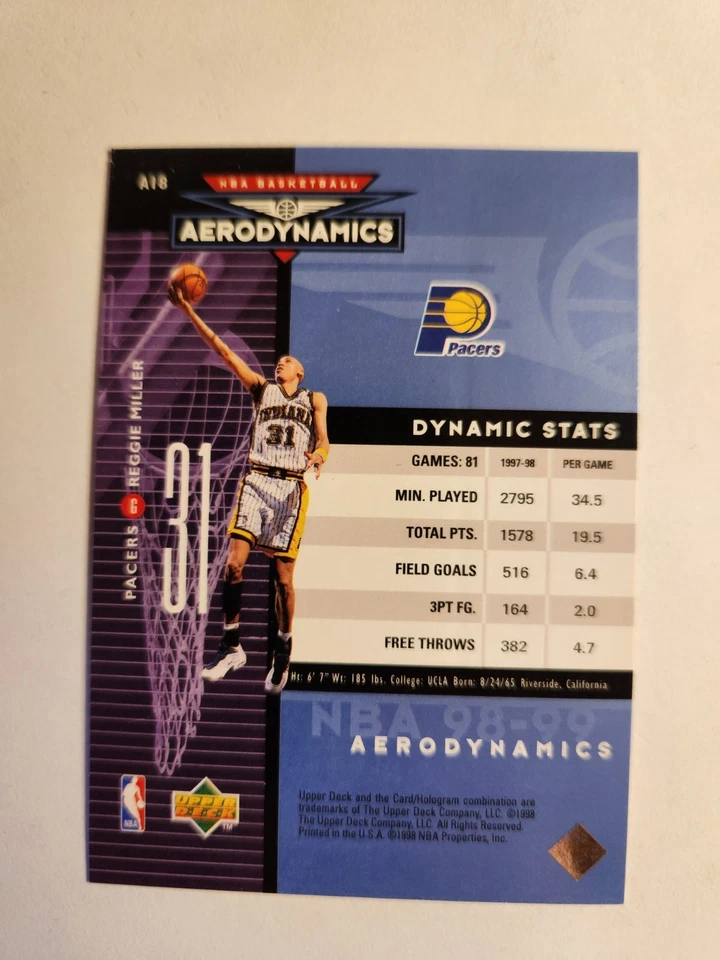 A18
NBA BASKETBALL
AERODYNAMICS
Pacers
PACERS G REGGIE MILLER
31
INDIANA
31
DYNAMIC STATS
GAMES: 81 1997-98 PER GAME
MIN. PLAYED 2795 34.5
TOTAL PTS. 1578 19.5
FIELD GOALS 516 6.4
3PT FG. 164 2.0
FREE THROWS 382 4.7
Ht: 6' 7" Wt: 185 lbs. College: UCLA Born: 8/24/65 Riverside, California
NBA 98-99
AERODYNAMICS
Upper Deck and the Card/Hologram combination are
trademarks of The Upper Deck Company, LLC. ©1998
The Upper Deck Company, LLC. All Rights Reserved.
Printed in the U.S.A. ©1998 NBA Properties, Inc.
NBA
UPPER
DECK
TM